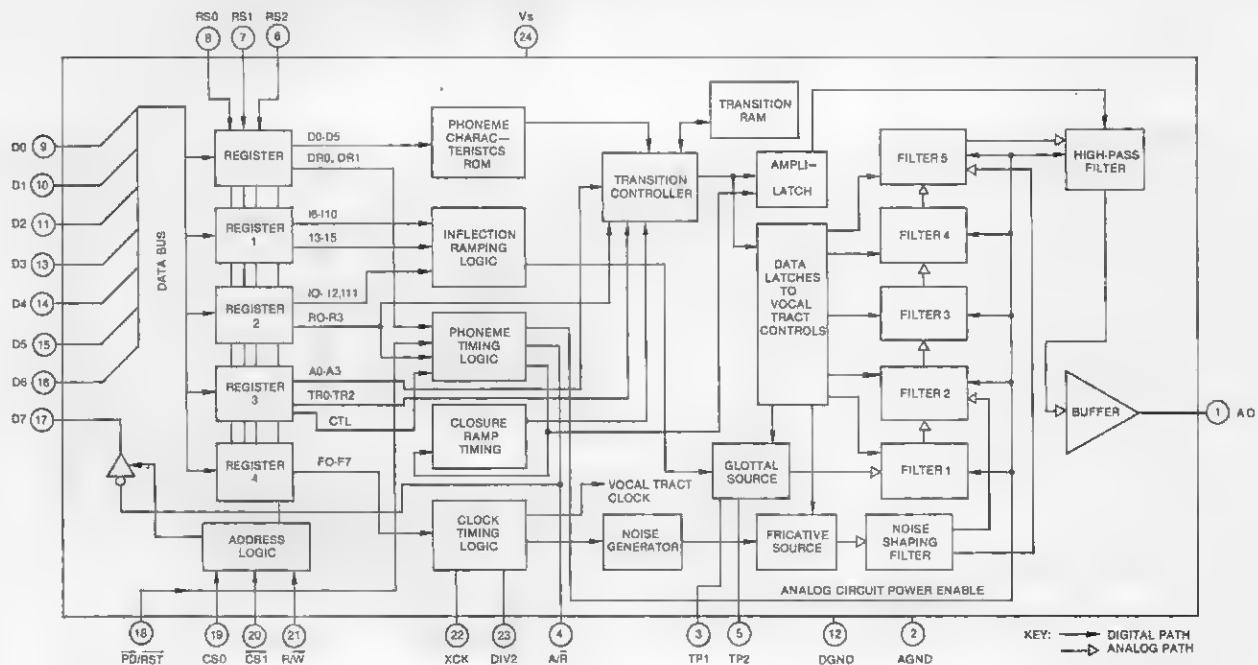 RS0 RS1 RS2
8 7 6
Vs
24
D0 9
D1 10
D2 11
D3 13
D4 14
D5 15
D6 16
D7 17
DATA BUS
REGISTER
REGISTER
1
REGISTER
2
REGISTER
3
REGISTER
4
ADDRESS
LOGIC
D0-D5
DR0, DR1
I6-I10
13-15
IO- 12,I11
RO-R3
A0-A3
TR0-TR2
CTL
FO-F7
PHONEME
CHARAC–
TERISTCS
ROM
INFLECTION
RAMPING
LOGIC
PHONEME
TIMING
LOGIC
CLOSURE
RAMP
TIMING
CLOCK
TIMING
LOGIC
VOCAL TRACT
CLOCK
NOISE
GENERATOR
TRANSITION
CONTROLLER
TRANSITION
RAM
AMPLI–
LATCH
DATA
LATCHES
TO
VOCAL
TRACT
CONTROLS
GLOTTAL
SOURCE
FRICATIVE
SOURCE
NOISE
SHAPING
FILTER
FILTER 5
FILTER 4
FILTER 3
FILTER 2
FILTER 1
HIGH-PASS
FILTER
BUFFER
1 AO
ANALOG CIRCUIT POWER ENABLE
18 19 20 21 22 23 4 3 5 12 2
PD/RST CS0 CS1 R/W XCK DIV2 A/R TP1 TP2 DGND AGND
KEY: DIGITAL PATH
ANALOG PATH